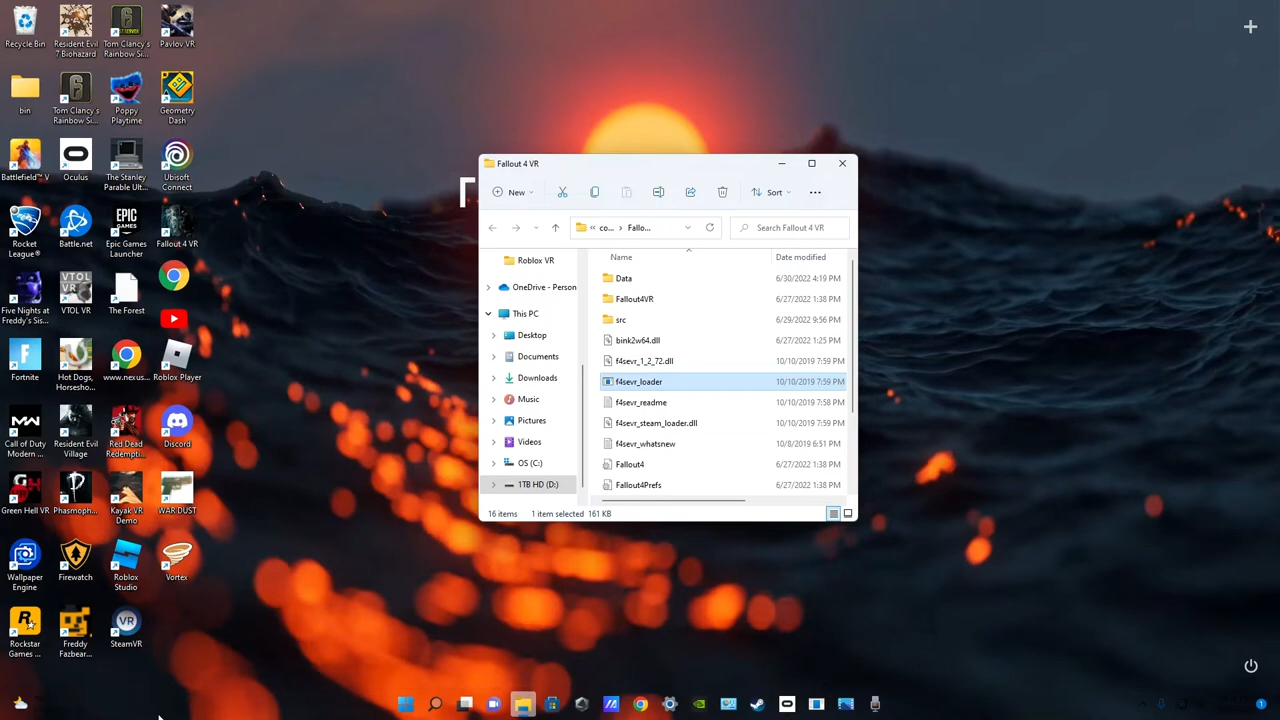 Recycle Bin
Resident Evil
7 Biohazard
Tom Clancy's
Rainbow Si...
Pavlov VR
bin
Tom Clancy's
Rainbow Si...
Poppy
Playtime
Geometry
Dash
Battlefield™ V
Oculus
The Stanley
Parable Ult...
Ubisoft
Connect
Rocket
League®
Battle.net
Epic Games
Launcher
Fallout 4 VR
Five Nights at
Freddy's Sis...
VTOL VR
The Forest
Fortnite
Hot Dogs,
Horsesho...
www.nexus...
Roblox Player
Call of Duty
Modern ...
Resident Evil
Village
Red Dead
Redempti...
Discord
Green Hell VR
Phasmoph...
Kayak VR
Demo
WAR DUST
Wallpaper
Engine
Firewatch
Roblox
Studio
Vortex
Rockstar
Games ...
Freddy
Fazbear...
SteamVR
Fallout 4 VR
New
Sort
« co... › Fallo...
Search Fallout 4 VR
Name
Date modified
Roblox VR
OneDrive - Person
This PC
Desktop
Documents
Downloads
Music
Pictures
Videos
OS (C:)
1TB HD (D:)
Data 6/30/2022 4:19 PM
Fallout4VR 6/27/2022 1:38 PM
src 6/29/2022 9:56 PM
bink2w64.dll 6/27/2022 1:25 PM
f4sevr_1_2_72.dll 10/10/2019 7:59 PM
f4sevr_loader 10/10/2019 7:59 PM
f4sevr_readme 10/10/2019 7:58 PM
f4sevr_steam_loader.dll 10/10/2019 7:59 PM
f4sevr_whatsnew 10/8/2019 6:51 PM
Fallout4 6/27/2022 1:38 PM
Fallout4Prefs 6/27/2022 1:38 PM
16 items 1 item selected 161 KB